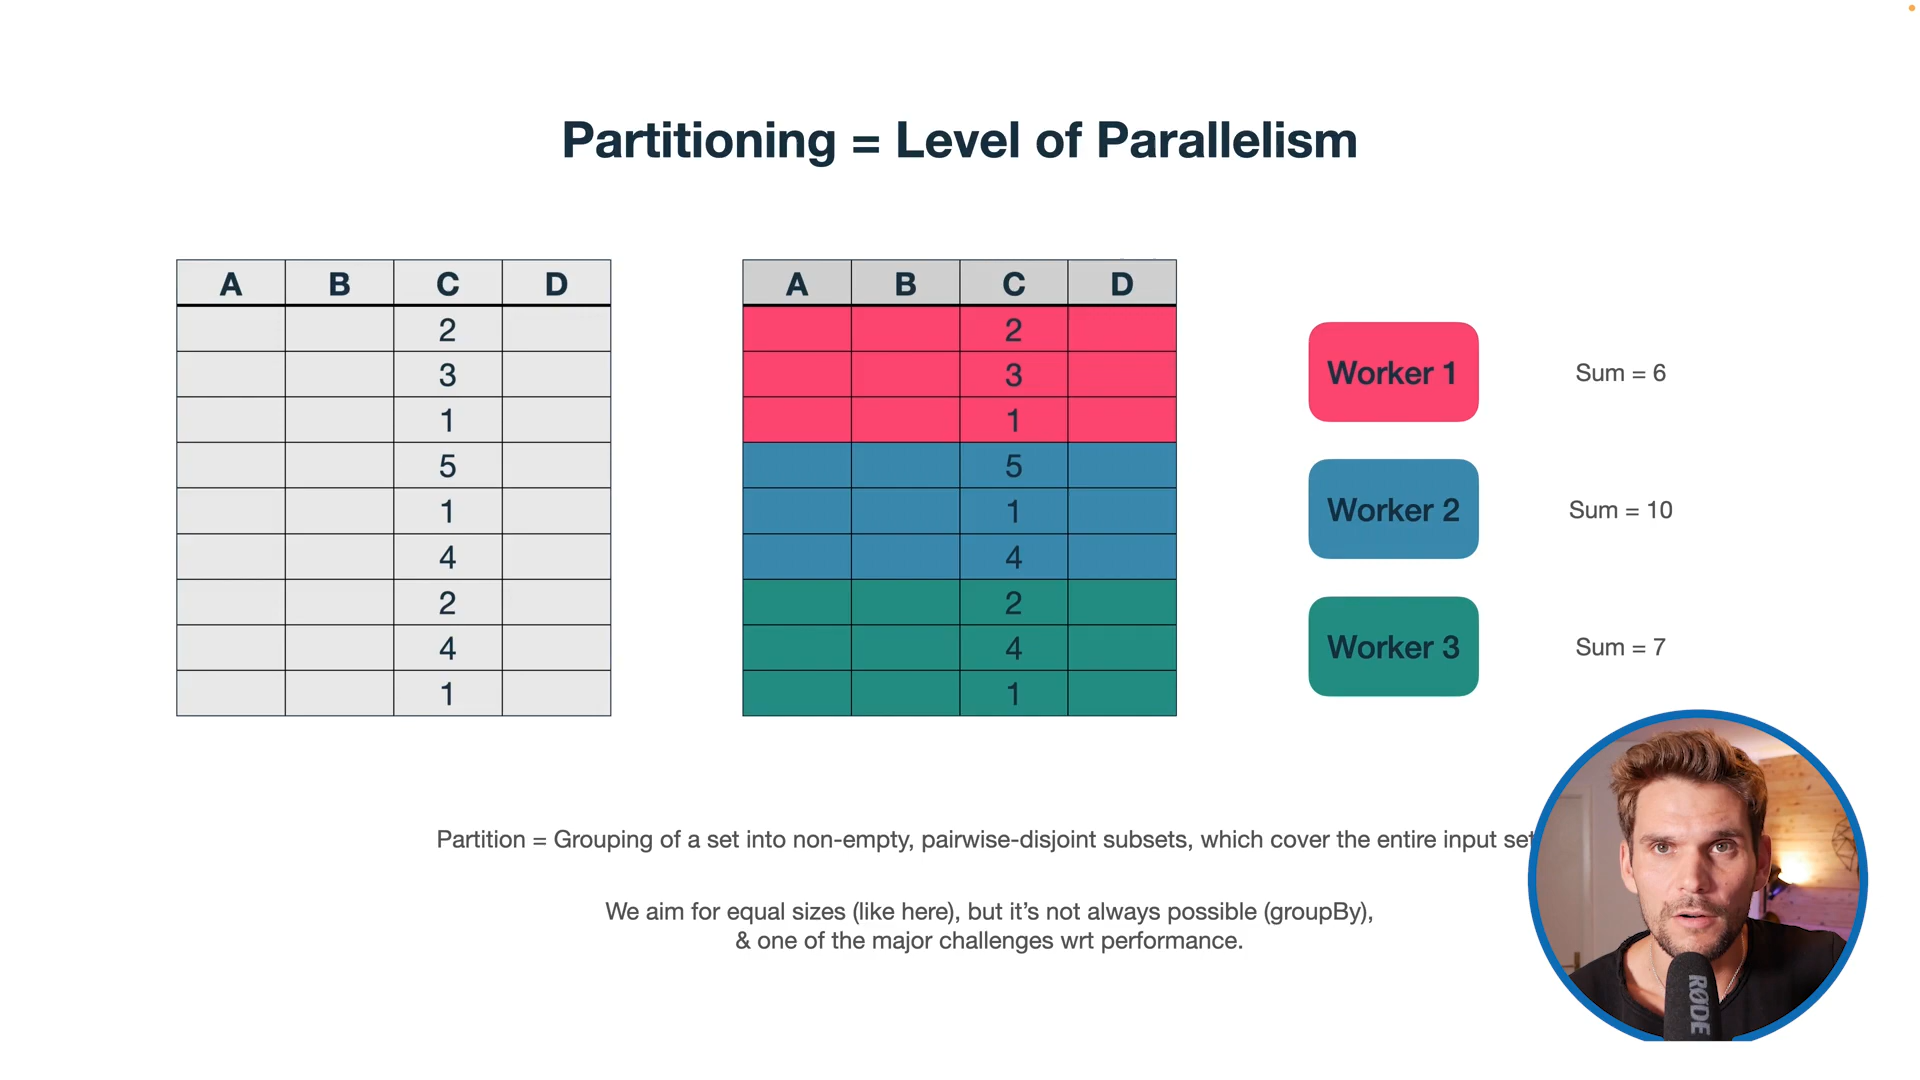 Partitioning = Level of Parallelism
A B C D
2
3
1
5
1
4
2
4
1
A B C D
2
3
1
5
1
4
2
4
1
Worker 1 Sum = 6
Worker 2 Sum = 10
Worker 3 Sum = 7
Partition = Grouping of a set into non-empty, pairwise-disjoint subsets, which cover the entire input set
We aim for equal sizes (like here), but it’s not always possible (groupBy),
& one of the major challenges wrt performance.
RØDE